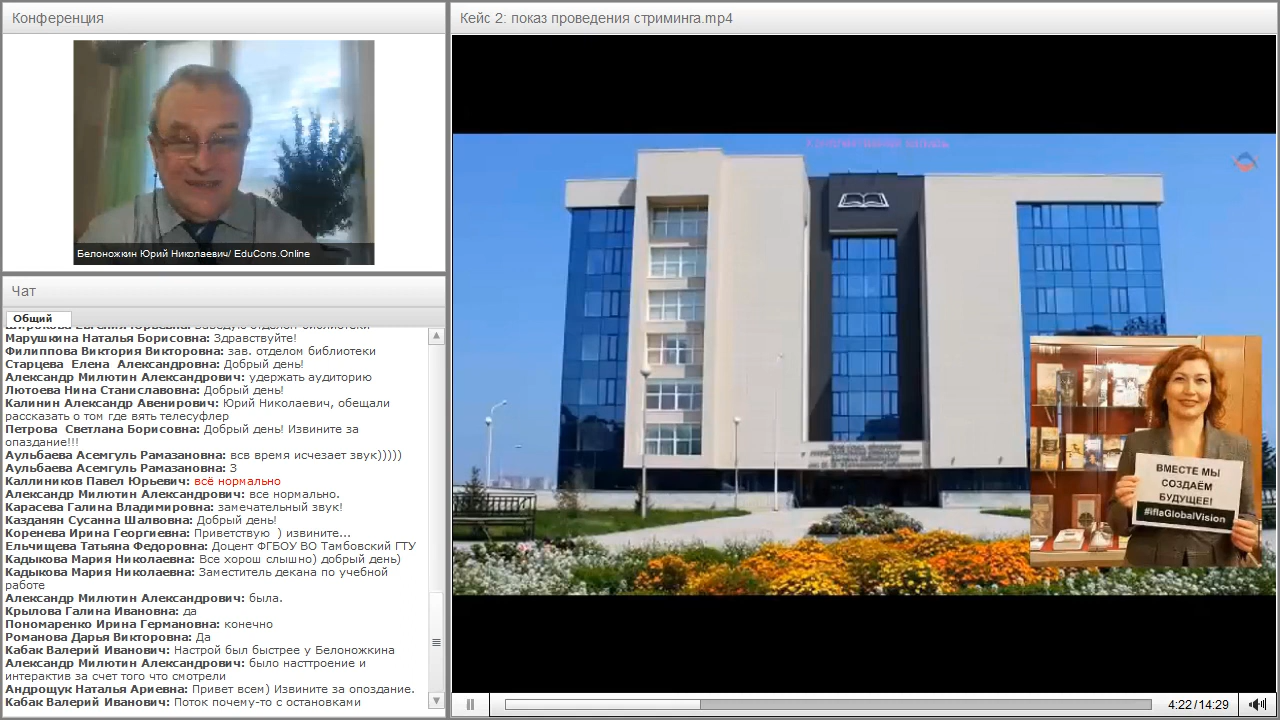 Конференция
Белоножкин Юрий Николаевич/ EduCons.Online
Чат
Общий
Широкова Евгения Юрьевна: Заведую отделом библиотеки
Марушкина Наталья Борисовна: Здравствуйте!
Филиппова Виктория Викторовна: зав. отделом библиотеки
Старцева Елена Александровна: Добрый день!
Александр Милютин Александрович: удержать аудиторию
Лютоева Нина Станиславовна: Добрый день!
Калинин Александр Авенирович: Юрий Николаевич, обещали
рассказать о том где вять телесуфлер
Петрова Светлана Борисовна: Добрый день! Извините за
опаздание!!!
Аульбаева Асемгуль Рамазановна: всв время исчезает звук)))))
Аульбаева Асемгуль Рамазановна: 3
Каллиников Павел Юрьевич: всё нормально
Александр Милютин Александрович: все нормально.
Карасева Галина Владимировна: замечательный звук!
Казданян Сусанна Шалвовна: Добрый день!
Коренева Ирина Георгиевна: Приветствую ) извините...
Ельчищева Татьяна Федоровна: Доцент ФГБОУ ВО Тамбовский ГТУ
Кадыкова Мария Николаевна: Все хорош слышно) добрый день)
Кадыкова Мария Николаевна: Заместитель декана по учебной
работе
Александр Милютин Александрович: была.
Крылова Галина Ивановна: да
Пономаренко Ирина Германовна: конечно
Романова Дарья Викторовна: Да
Кабак Валерий Иванович: Настрой был быстрее у Белоножкина
Александр Милютин Александрович: было насттроение и
интерактив за счет того что смотрели
Андрощук Наталья Ариевна: Привет всем) Извините за опоздание.
Кабак Валерий Иванович: Поток почему-то с остановками
Кейс 2: показ проведения стриминга.mp4
ВМЕСТЕ МЫ
СОЗДАЁМ
БУДУЩЕЕ!
#iflaGlobalVision
4:22/14:29